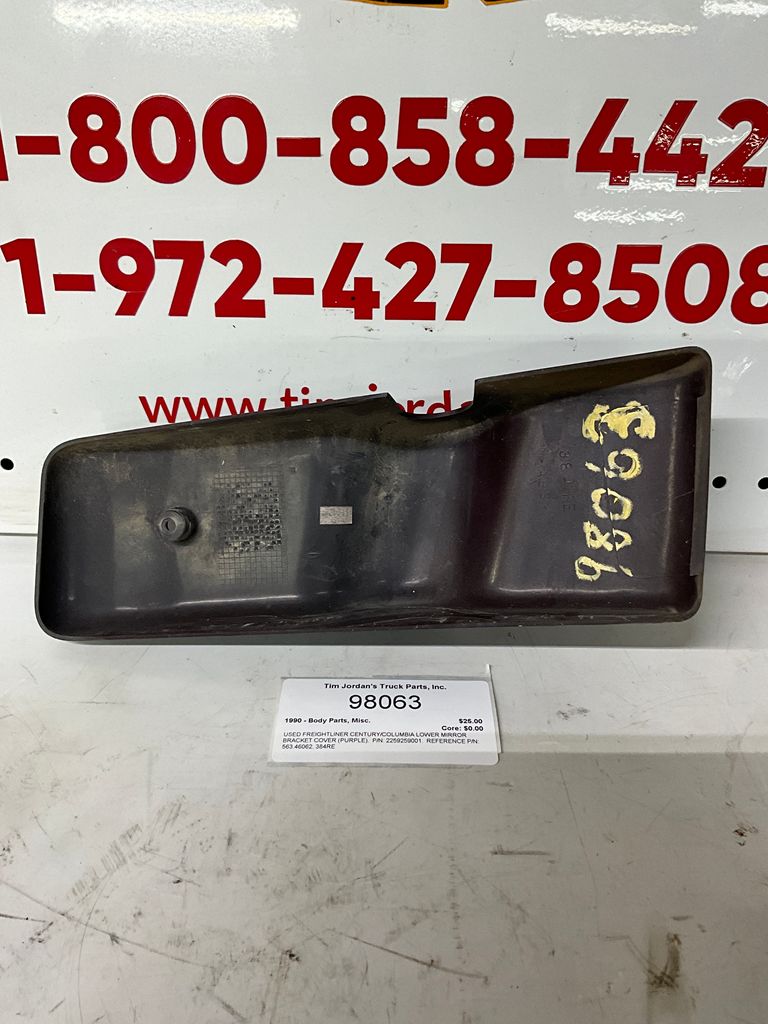 1-800-858-442
1-972-427-8508
www.tim jorda
98063
Tim Jordan's Truck Parts, Inc.
98063
1990 - Body Parts, Misc. $25.00
Core: $0.00
USED FREIGHTLINER CENTURY/COLUMBIA LOWER MIRROR
BRACKET COVER (PURPLE). P/N: 2259259001. REFERENCE P/N:
563.46062, 384RE